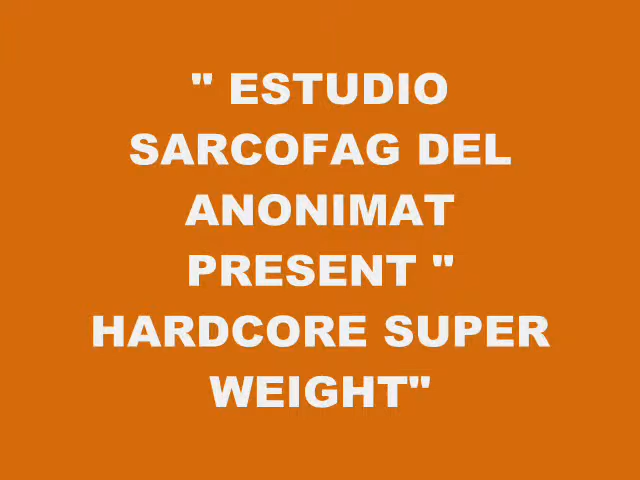 " ESTUDIO
SARCOFAG DEL
ANONIMAT
PRESENT "
HARDCORE SUPER
WEIGHT"